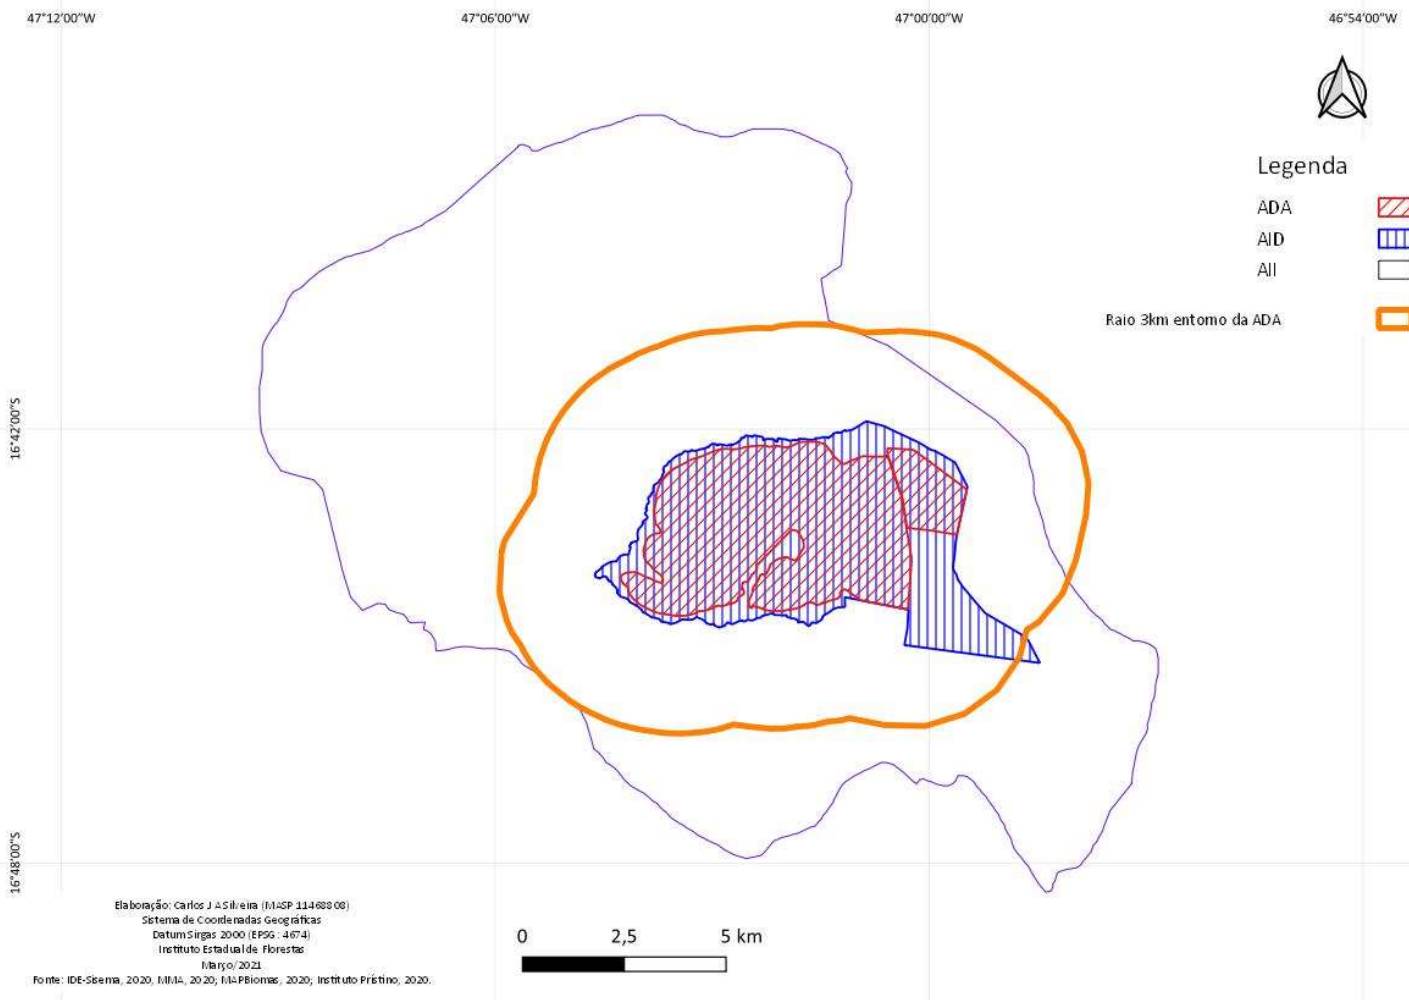 47°12'00"W
47°06'00"W
47°00'00"W
46°54'00"W
Legenda
ADA
AID
AII
Raio 3km entorno da ADA
16°42'00"S
16°48'00"S
Elaboração: Carlos J A Silveira (MASP 11468808)
Sistema de Coordenadas Geográficas
Datum Sirgas 2000 (EPSG: 4674)
Instituto Estadual de Florestas
Março/2021
Fonte: IDE-Sisema, 2020, MMA, 2020; MAPBiomas, 2020; Instituto Prístino, 2020.
0
2,5
5 km